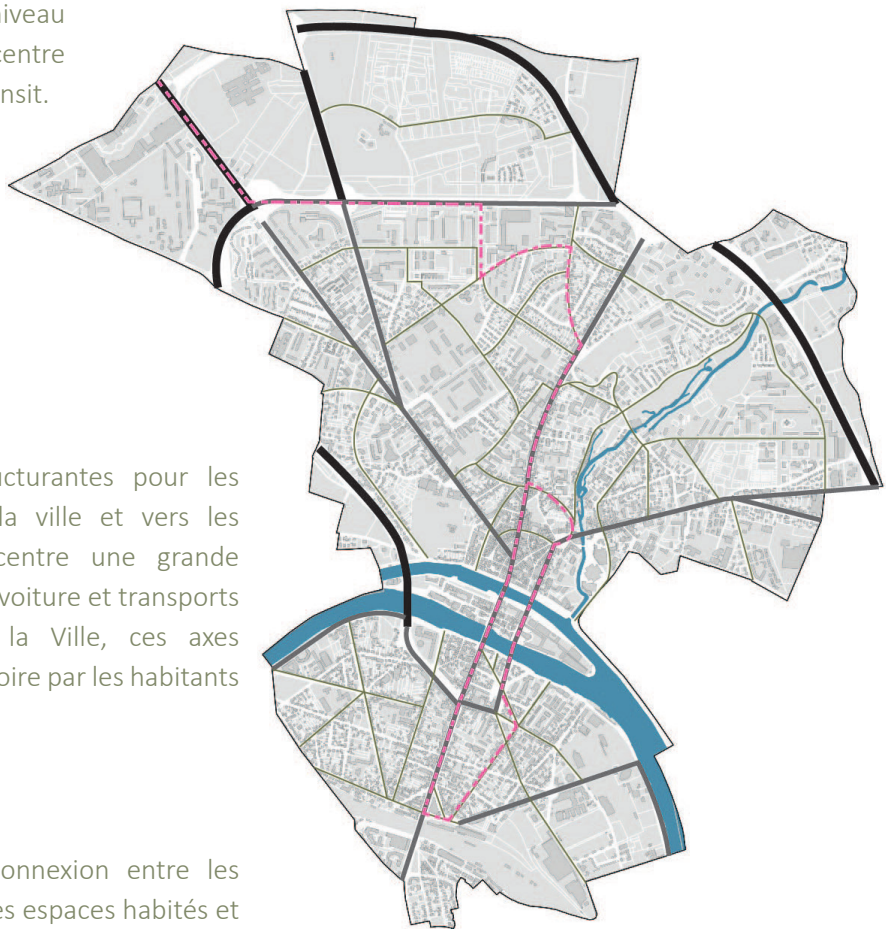 niveau
centre
nsit.
ucturantes pour les
la ville et vers les
centre une grande
voiture et transports
la Ville, ces axes
oire par les habitants
onnexion entre les
es espaces habités et